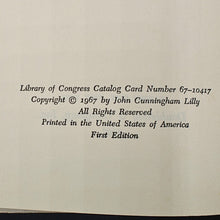 Library of Congress Catalog Card Number 67-10417
Copyright © 1967 by John Cunningham Lilly
All Rights Reserved
Printed in the United States of America
First Edition